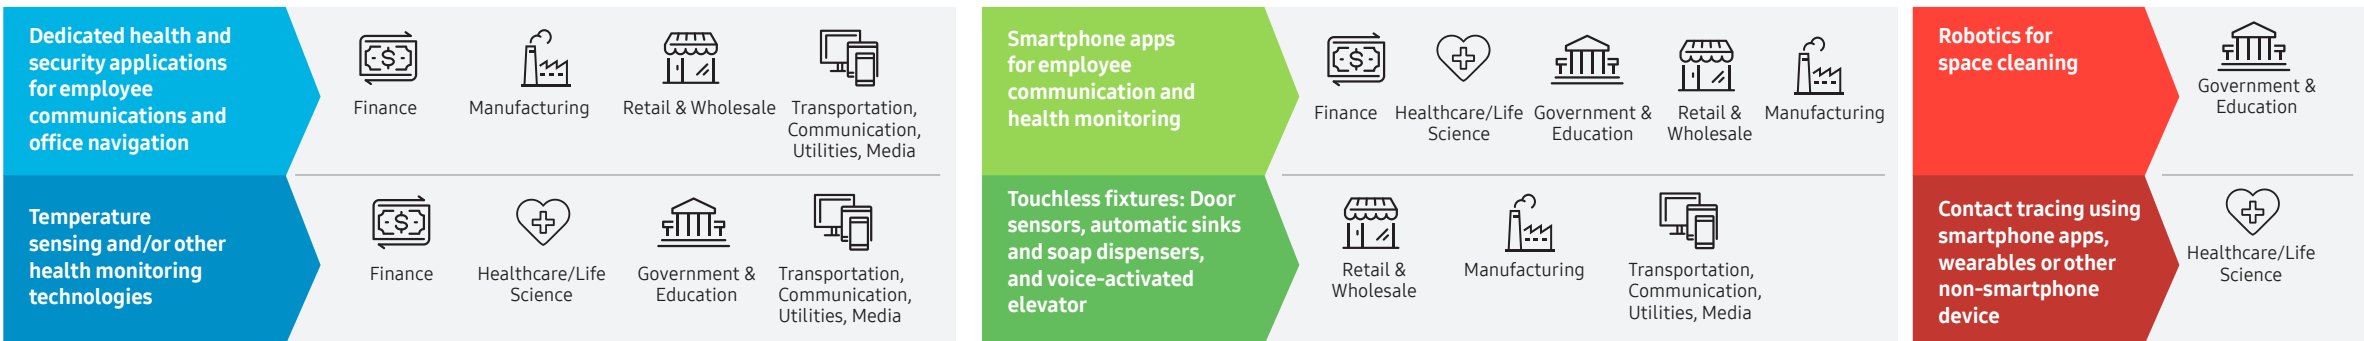 Dedicated health and
security applications
for employee
communications and
office navigation
Finance
Manufacturing
Retail & Wholesale
Transportation,
Communication,
Utilities, Media
Temperature
sensing and/or other
health monitoring
technologies
Finance
Healthcare/Life
Science
Government &
Education
Transportation,
Communication,
Utilities, Media
Smartphone apps
for employee
communication and
health monitoring
Finance
Healthcare/Life
Science
Government &
Education
Retail &
Wholesale
Manufacturing
Touchless fixtures: Door
sensors, automatic sinks
and soap dispensers,
and voice-activated
elevator
Retail &
Wholesale
Manufacturing
Transportation,
Communication,
Utilities, Media
Robotics for
space cleaning
Government &
Education
Contact tracing using
smartphone apps,
wearables or other
non-smartphone
device
Healthcare/Life
Science